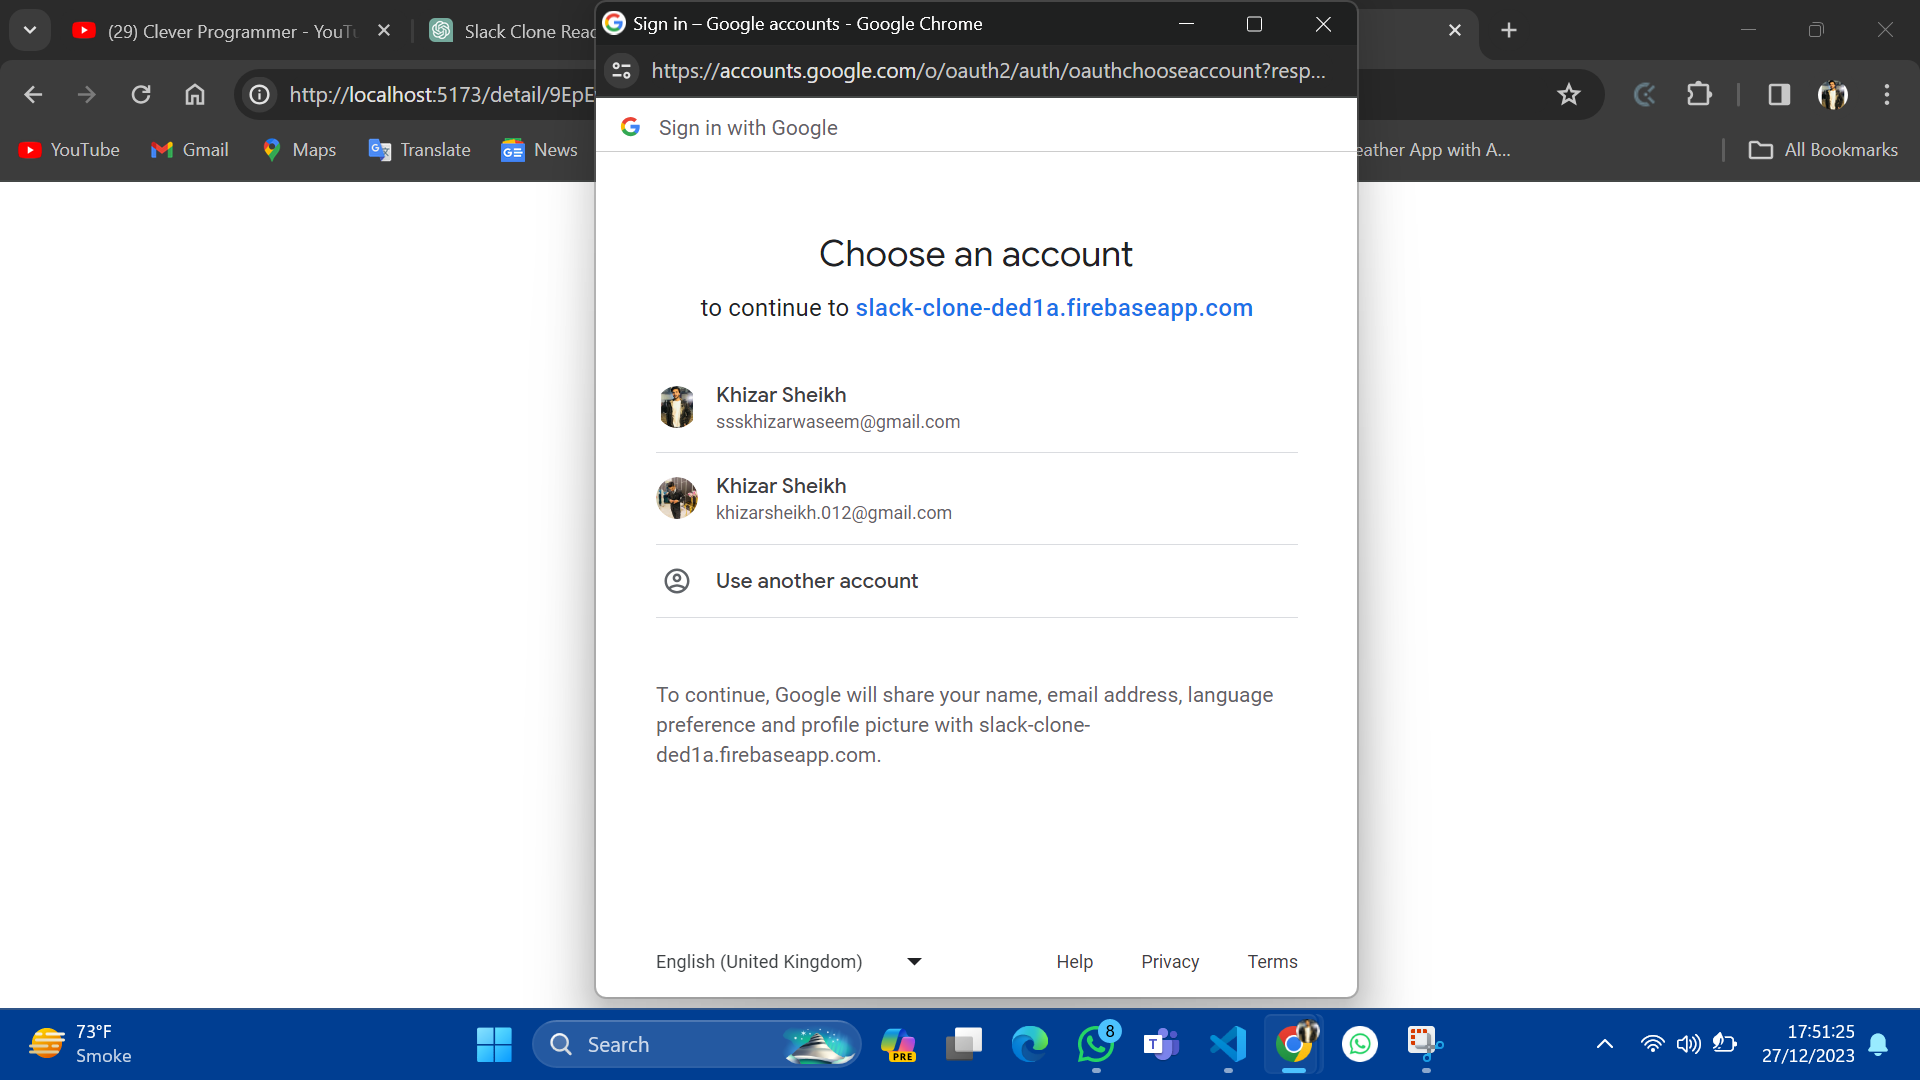 (29) Clever Programmer - YouTu
Slack Clone Read
Sign in – Google accounts - Google Chrome
http://localhost:5173/detail/9EpE
https://accounts.google.com/o/oauth2/auth/oauthchooseaccount?resp...
YouTube
Gmail
Maps
Translate
News
eather App with A...
All Bookmarks
Sign in with Google
Choose an account
to continue to slack-clone-ded1a.firebaseapp.com
Khizar Sheikh
ssskhizarwaseem@gmail.com
Khizar Sheikh
khizarsheikh.012@gmail.com
Use another account
To continue, Google will share your name, email address, language
preference and profile picture with slack-clone-
ded1a.firebaseapp.com.
English (United Kingdom)
Help
Privacy
Terms
73°F
Smoke
Search
PRE
8
T
17:51:25
27/12/2023